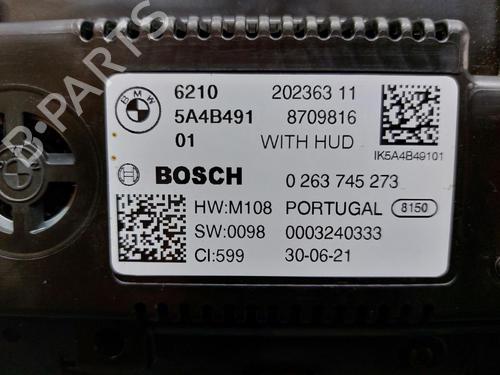 B-PARTS
BMW
6210 202363 11
5A4B491 8709816
01 WITH HUD
IK5A4B49101
BOSCH 0 263 745 273
HW:M108 PORTUGAL 8150
SW:0098 0003240333
CI:599 30-06-21